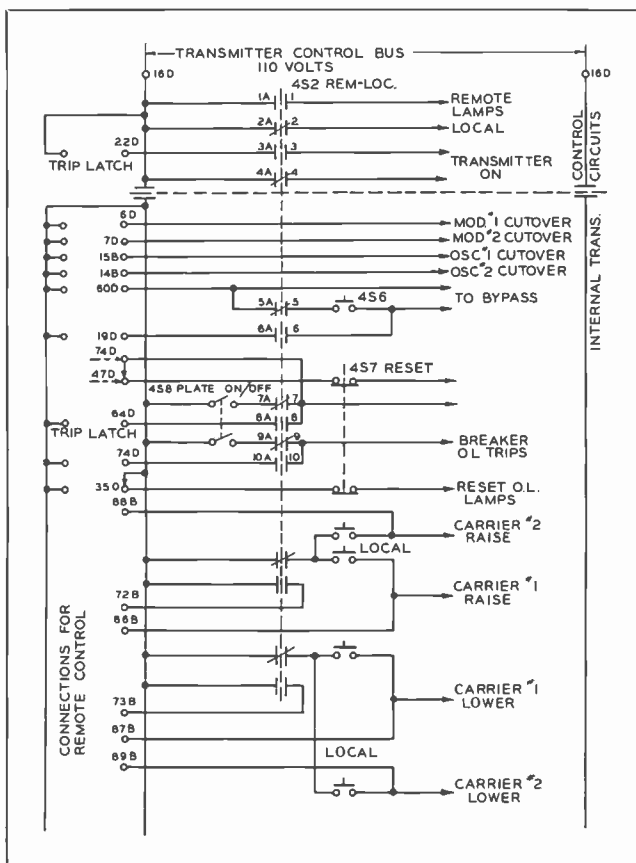 TRANSMITTER CONTROL BUS
110 VOLTS
16D
16D
4S2 REM-LOC.
1A 1
REMOTE
LAMPS
2A 2
LOCAL
22D
TRIP LATCH
3A 3
TRANSMITTER
ON
4A 4
CONTROL
CIRCUITS
6D
MOD. #1 CUTOVER
7D
MOD #2 CUTOVER
15B
OSC #1 CUTOVER
14B
OSC #2 CUTOVER
60D
TO BYPASS
5A 5
4S6
19D
6A 6
INTERNAL TRANS.
74D
47D
4S7 RESET
4S8 PLATE ON/OFF
7A 7
64D
TRIP LATCH
8A 8
9A 9
BREAKER
OL TRIPS
74D
10A 10
35D
RESET O.L.
LAMPS
88B
CARRIER #2
RAISE
LOCAL
72B
CARRIER #1
RAISE
86B
CONNECTIONS FOR
REMOTE CONTROL
73B
CARRIER #1
LOWER
87B
LOCAL
89B
CARRIER #2
LOWER